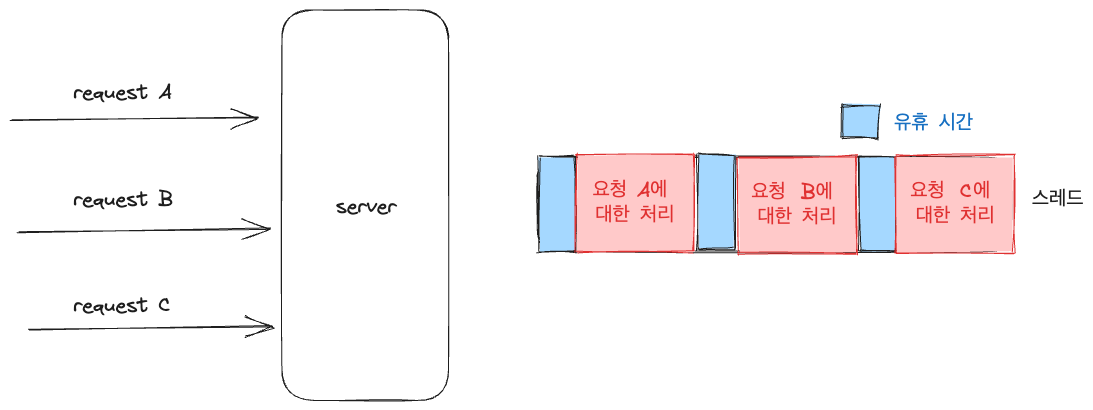 request A
request B
request C
server
유휴 시간
요청 A에
대한 처리
요청 B에
대한 처리
요청 C에
대한 처리
스레드